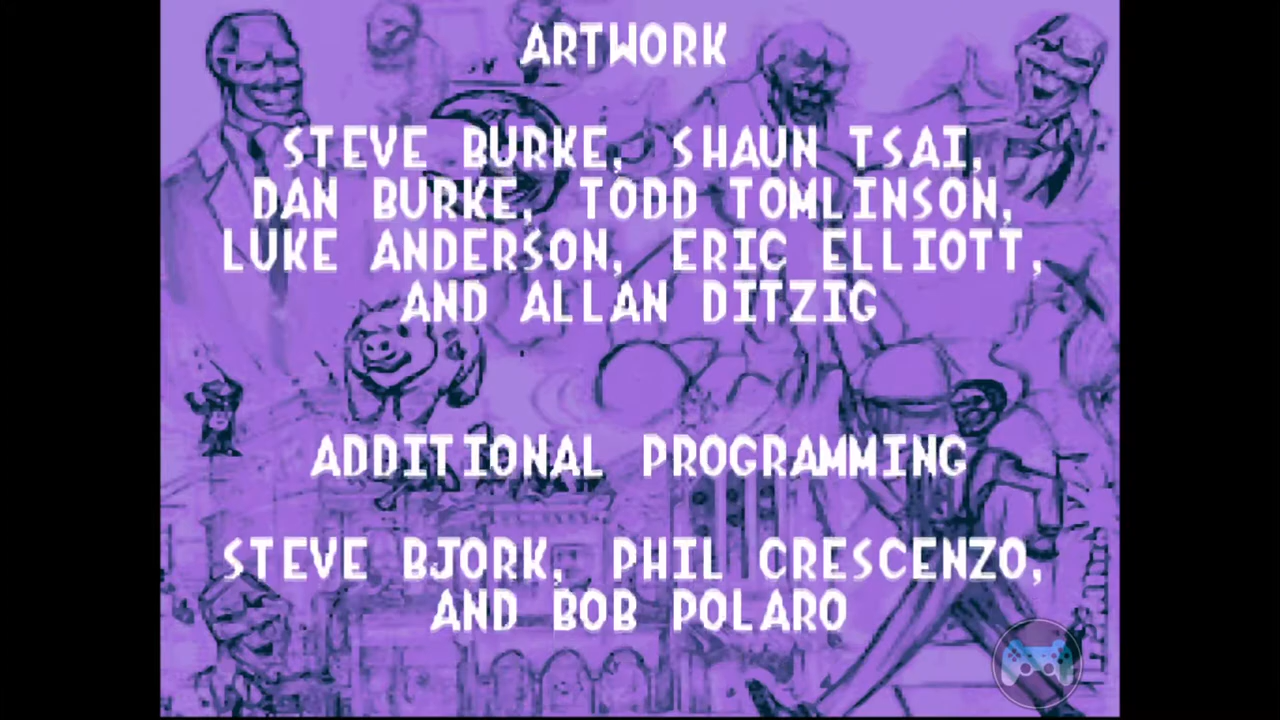 ARTWORK
STEVE BURKE, SHAUN TSAI,
DAN BURKE, TODD TOMLINSON,
LUKE ANDERSON, ERIC ELLIOTT,
AND ALLAN DITZIG
ADDITIONAL PROGRAMMING
STEVE BJORK, PHIL CRESCENZO,
AND BOB POLARO